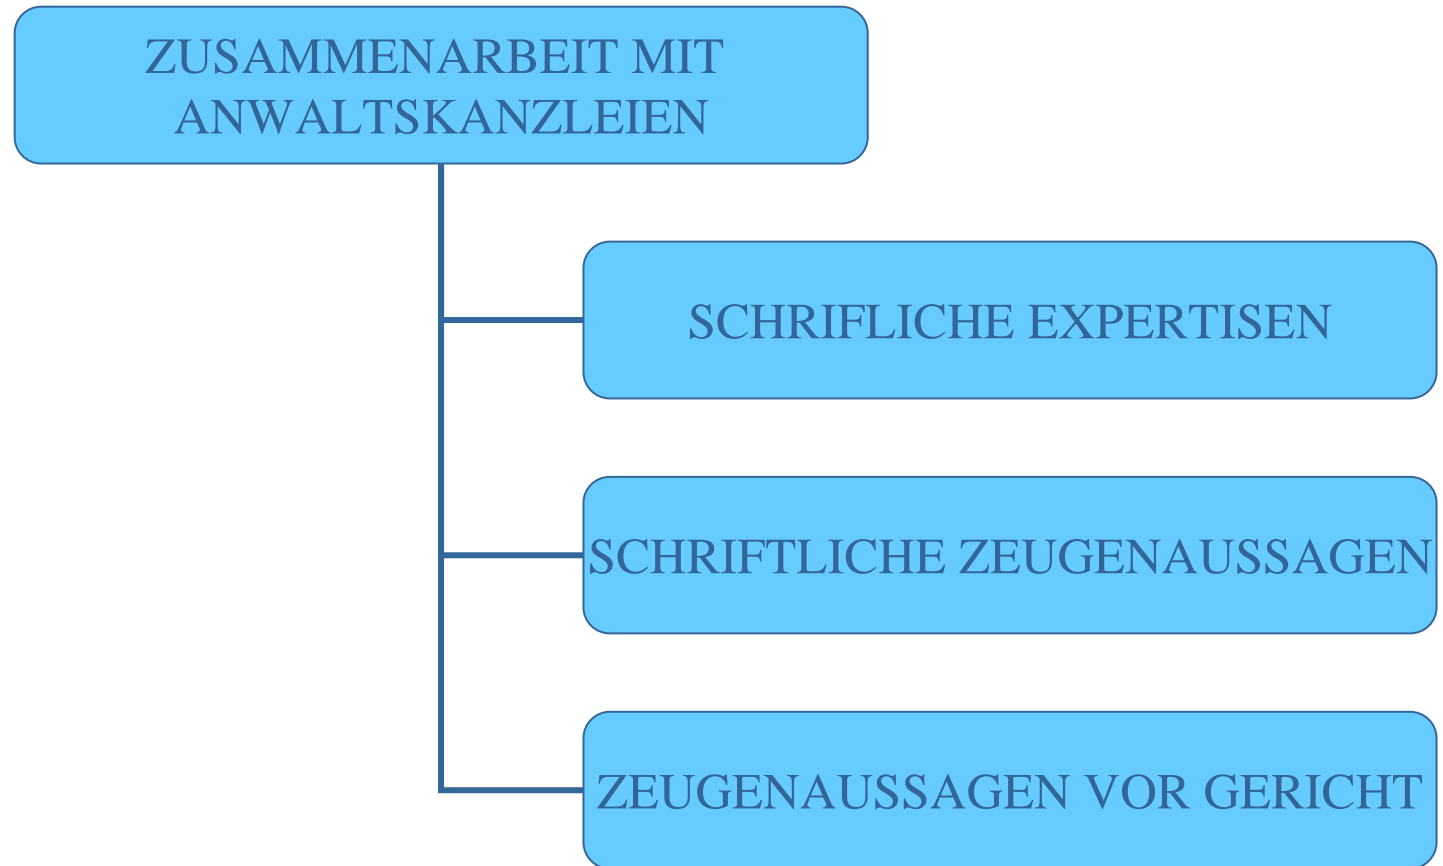 ZUSAMMENARBEIT MIT
ANWALTSKANZLEIEN
SCHRIFLICHE EXPERTISEN
SCHRIFTLICHE ZEUGENAUSSAGEN
ZEUGENAUSSAGEN VOR GERICHT